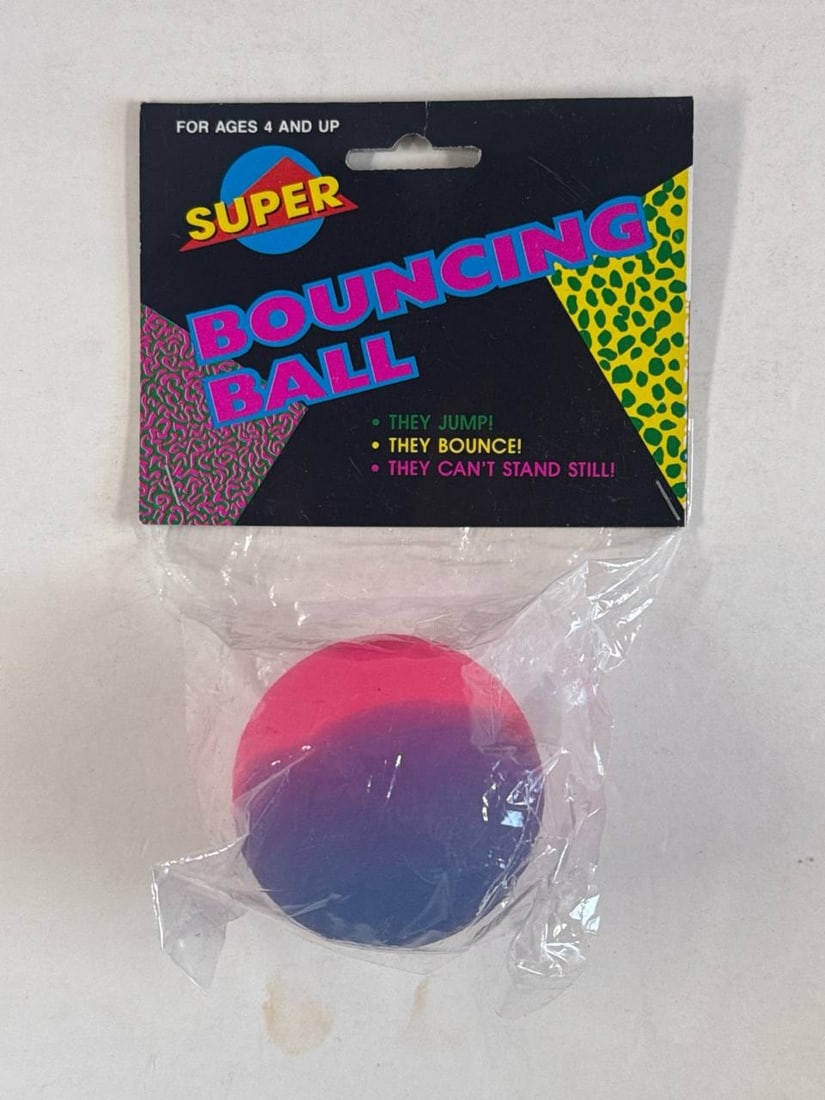 FOR AGES 4 AND UP
SUPER
BOUNCING
BALL
• THEY JUMP!
• THEY BOUNCE!
• THEY CAN'T STAND STILL!